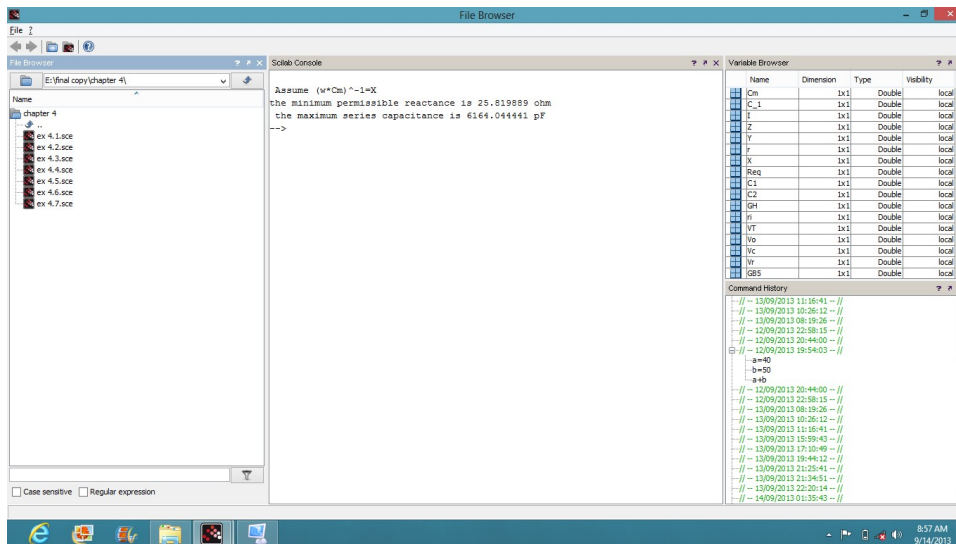 File Browser
File ?
File Browser
E:\final copy\chapter 4\
Name
chapter 4
..
ex 4.1.sce
ex 4.2.sce
ex 4.3.sce
ex 4.4.sce
ex 4.5.sce
ex 4.6.sce
ex 4.7.sce
Case sensitive
Regular expression
Scilab Console
Assume (w*Cm)^-1=X
the minimum permissible reactance is 25.819889 ohm
the maximum series capacitance is 6164.044441 pF
-->
Variable Browser
Name Dimension Type Visibility
Cm 1x1 Double local
C_1 1x1 Double local
I 1x1 Double local
Z 1x1 Double local
Y 1x1 Double local
r 1x1 Double local
X 1x1 Double local
Req 1x1 Double local
C1 1x1 Double local
C2 1x1 Double local
GH 1x1 Double local
ri 1x1 Double local
VT 1x1 Double local
Vo 1x1 Double local
Vc 1x1 Double local
Vr 1x1 Double local
GB5 1x1 Double local
Command History
// -- 13/09/2013 11:16:41 -- //
// -- 13/09/2013 10:26:12 -- //
// -- 13/09/2013 08:19:26 -- //
// -- 12/09/2013 22:58:15 -- //
// -- 12/09/2013 20:44:00 -- //
// -- 12/09/2013 19:54:03 -- //
a=40
b=50
a+b
// -- 12/09/2013 20:44:00 -- //
// -- 12/09/2013 22:58:15 -- //
// -- 13/09/2013 08:19:26 -- //
// -- 13/09/2013 10:26:12 -- //
// -- 13/09/2013 11:16:41 -- //
// -- 13/09/2013 15:59:43 -- //
// -- 13/09/2013 17:10:49 -- //
// -- 13/09/2013 19:44:12 -- //
// -- 13/09/2013 21:25:41 -- //
// -- 13/09/2013 21:34:51 -- //
// -- 13/09/2013 22:20:14 -- //
// -- 14/09/2013 01:35:43 -- //
8:57 AM
9/14/2013